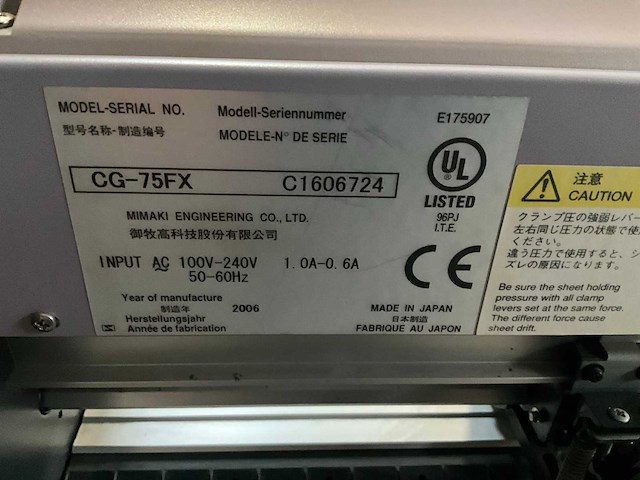 MODEL-SERIAL NO. Modell-Seriennummer E175907
型号名称·制造编号 MODELE-N° DE SERIE
CG-75FX C1606724
UL
LISTED
96PJ
I.T.E.
MIMAKI ENGINEERING CO., LTD.
御牧高科技股份有限公司
INPUT AC 100V-240V 1.0A-0.6A
50-60Hz
CE
Year of manufacture
制造年 2006
Herstellungsjahr
Année de fabrication
MADE IN JAPAN
日本制造
FABRIQUE AU JAPON
注意
CAUTION
クランプ圧の強弱レバー
左右同じ圧力の状態で使
ください。
違う圧力で使用すると、シ
ズレの原因になります。
Be sure the sheet holding
pressure with all clamp
levers set at the same force.
The different force cause
sheet drift.